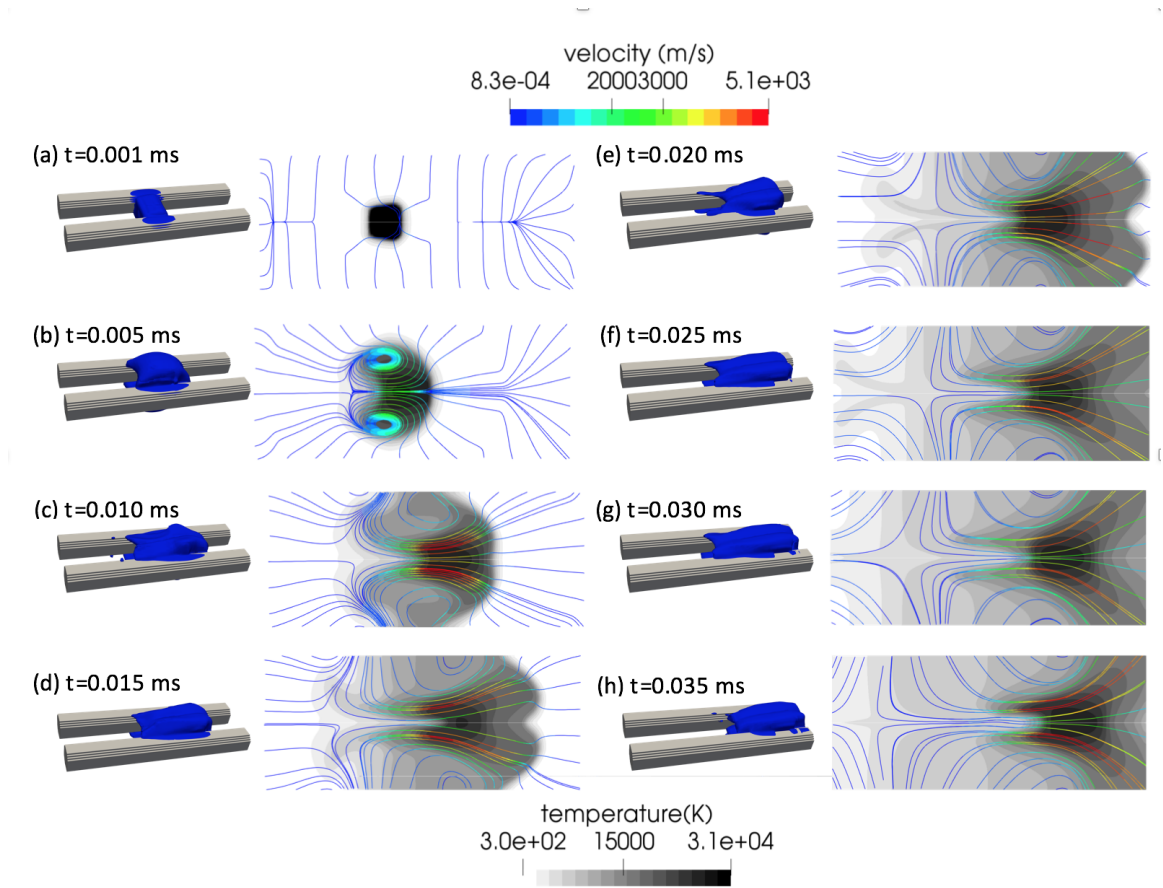 velocity (m/s)
8.3e-04 20003000 5.1e+03
(a) t=0.001 ms
(e) t=0.020 ms
(b) t=0.005 ms
(f) t=0.025 ms
(c) t=0.010 ms
(g) t=0.030 ms
(d) t=0.015 ms
(h) t=0.035 ms
temperature(K)
3.0e+02 15000 3.1e+04